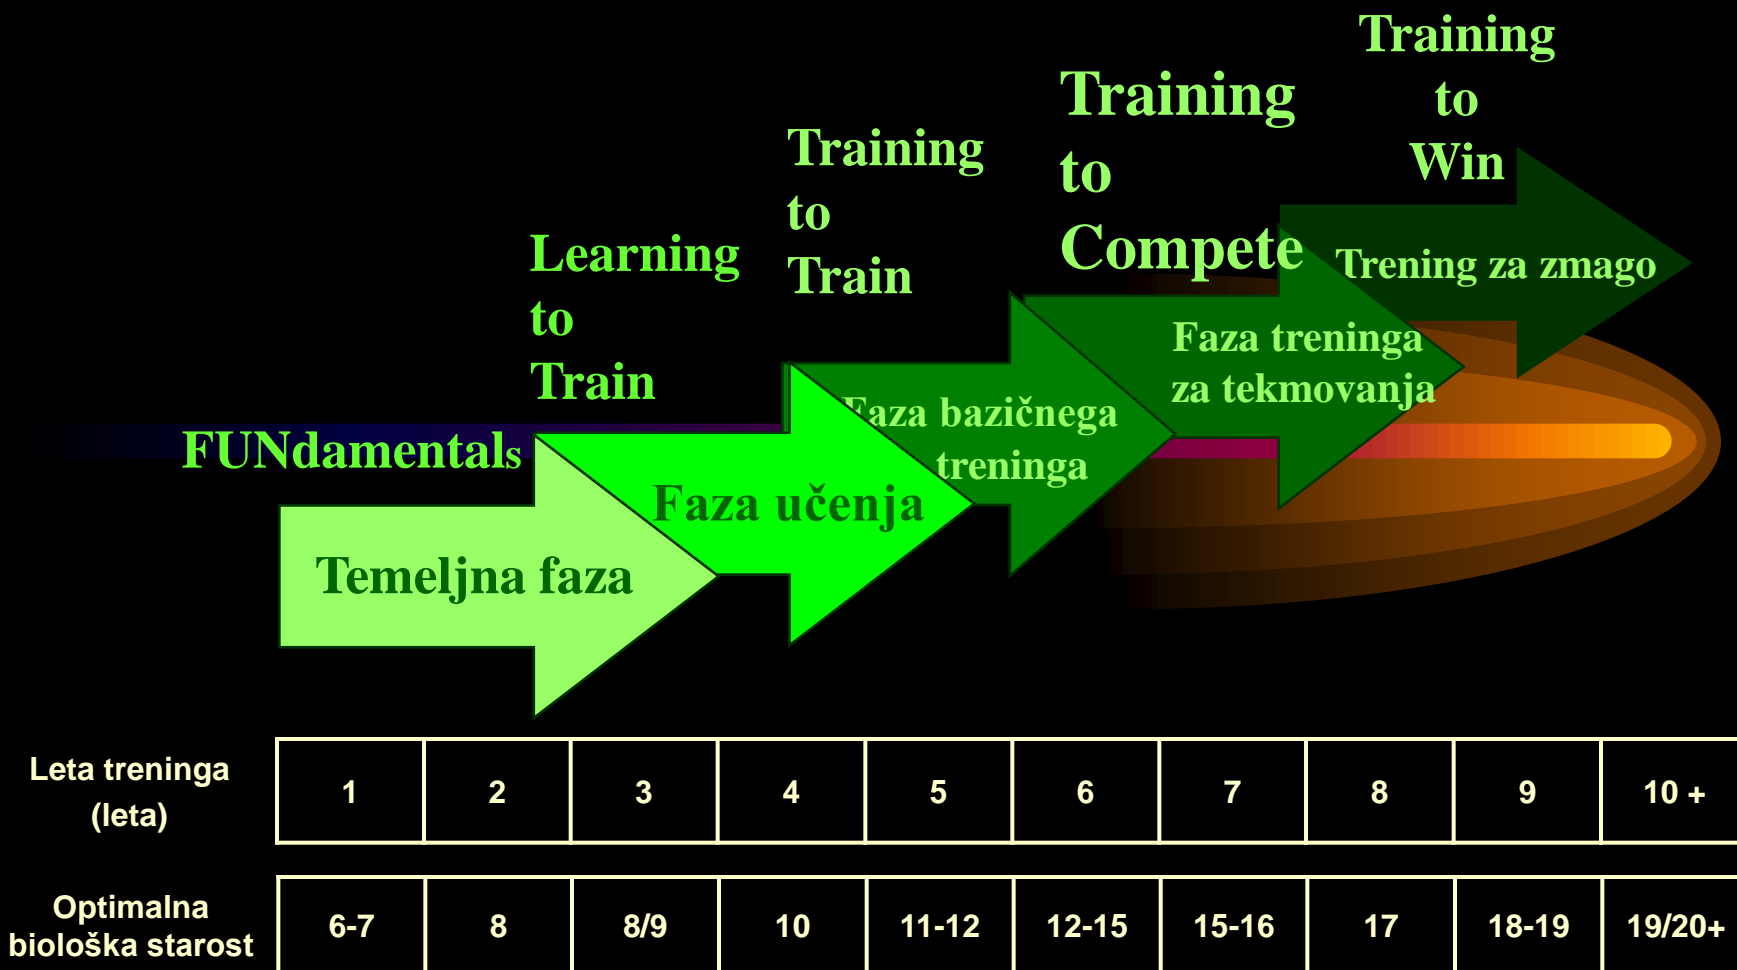 Training
to
Win
Training
to
Compete
Training
to
Train
Learning
to
Train
FUNdamentals
Trening za zmago
Faza treninga
za tekmovanja
Faza bazičnega
treninga
Faza učenja
Temeljna faza
Leta treninga
(leta)
1 2 3 4 5 6 7 8 9 10 +
Optimalna
biološka starost
6-7 8 8/9 10 11-12 12-15 15-16 17 18-19 19/20+